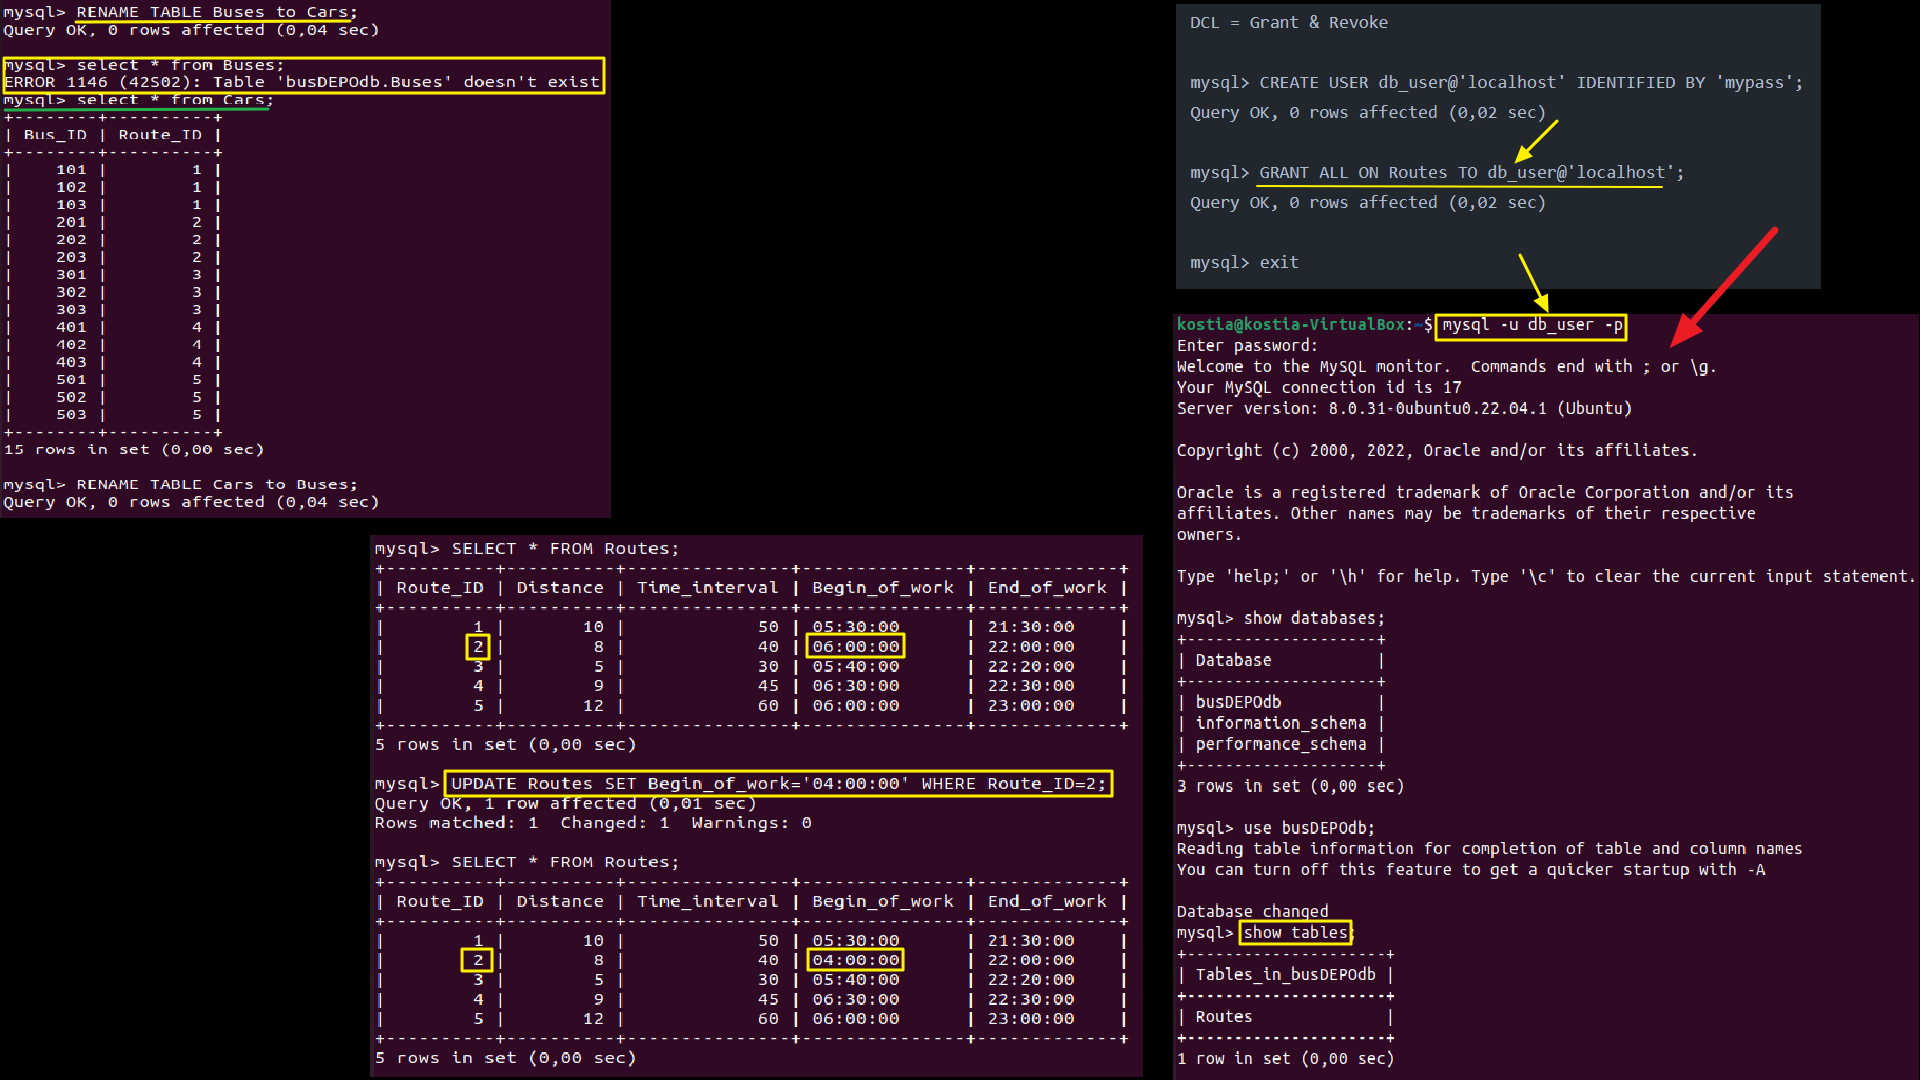 mysql> RENAME TABLE Buses to Cars;
Query OK, 0 rows affected (0,04 sec)

mysql> select * from Buses;
ERROR 1146 (42S02): Table 'busDEPOdb.Buses' doesn't exist
mysql> select * from Cars;
+--------+----------+
| Bus_ID | Route_ID |
+--------+----------+
|    101 |        1 |
|    102 |        1 |
|    103 |        1 |
|    201 |        2 |
|    202 |        2 |
|    203 |        2 |
|    301 |        3 |
|    302 |        3 |
|    303 |        3 |
|    401 |        4 |
|    402 |        4 |
|    403 |        4 |
|    501 |        5 |
|    502 |        5 |
|    503 |        5 |
+--------+----------+
15 rows in set (0,00 sec)

mysql> RENAME TABLE Cars to Buses;
Query OK, 0 rows affected (0,04 sec)

mysql> SELECT * FROM Routes;
+----------+----------+---------------+---------------+-------------+
| Route_ID | Distance | Time_interval | Begin_of_work | End_of_work |
+----------+----------+---------------+---------------+-------------+
|        1 |       10 |            50 | 05:30:00      | 21:30:00    |
|        2 |        8 |            40 | 06:00:00      | 22:00:00    |
|        3 |        5 |            30 | 05:40:00      | 22:20:00    |
|        4 |        9 |            45 | 06:30:00      | 22:30:00    |
|        5 |       12 |            60 | 06:00:00      | 23:00:00    |
+----------+----------+---------------+---------------+-------------+
5 rows in set (0,00 sec)

mysql> UPDATE Routes SET Begin_of_work='04:00:00' WHERE Route_ID=2;
Query OK, 1 row affected (0,01 sec)
Rows matched: 1  Changed: 1  Warnings: 0

mysql> SELECT * FROM Routes;
+----------+----------+---------------+---------------+-------------+
| Route_ID | Distance | Time_interval | Begin_of_work | End_of_work |
+----------+----------+---------------+---------------+-------------+
|        1 |       10 |            50 | 05:30:00      | 21:30:00    |
|        2 |        8 |            40 | 04:00:00      | 22:00:00    |
|        3 |        5 |            30 | 05:40:00      | 22:20:00    |
|        4 |        9 |            45 | 06:30:00      | 22:30:00    |
|        5 |       12 |            60 | 06:00:00      | 23:00:00    |
+----------+----------+---------------+---------------+-------------+
5 rows in set (0,00 sec)

DCL = Grant & Revoke

mysql> CREATE USER db_user@'localhost' IDENTIFIED BY 'mypass';
Query OK, 0 rows affected (0,02 sec)

mysql> GRANT ALL ON Routes TO db_user@'localhost';
Query OK, 0 rows affected (0,02 sec)

mysql> exit

kostia@kostia-VirtualBox:~$ mysql -u db_user -p
Enter password:
Welcome to the MySQL monitor.  Commands end with ; or \g.
Your MySQL connection id is 17
Server version: 8.0.31-0ubuntu0.22.04.1 (Ubuntu)

Copyright (c) 2000, 2022, Oracle and/or its affiliates.

Oracle is a registered trademark of Oracle Corporation and/or its
affiliates. Other names may be trademarks of their respective
owners.

Type 'help;' or '\h' for help. Type '\c' to clear the current input statement.

mysql> show databases;
+--------------------+
| Database           |
+--------------------+
| busDEPOdb          |
| information_schema |
| performance_schema |
+--------------------+
3 rows in set (0,00 sec)

mysql> use busDEPOdb;
Reading table information for completion of table and column names
You can turn off this feature to get a quicker startup with -A

Database changed
mysql> show tables;
+---------------------+
| Tables_in_busDEPOdb |
+---------------------+
| Routes              |
+---------------------+
1 row in set (0,00 sec)